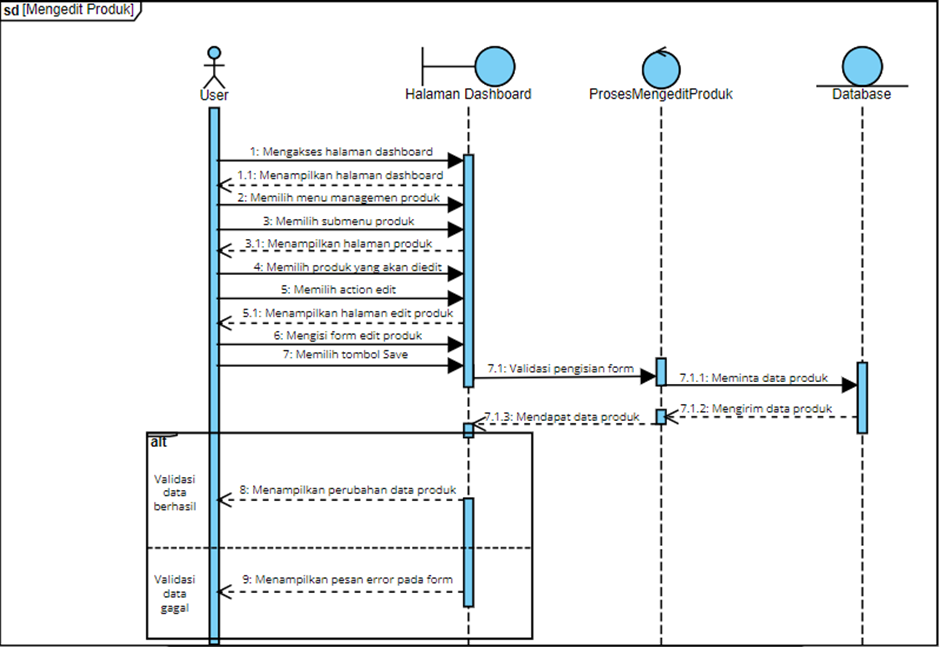 sd [Mengedit Produk]
User
Halaman Dashboard
ProsesMengeditProduk
Database
1: Mengakses halaman dashboard
1.1: Menampilkan halaman dashboard
2: Memilih menu managemen produk
3: Memilih submenu produk
3.1: Menampilkan halaman produk
4: Memilih produk yang akan diedit
5: Memilih action edit
5.1: Menampilkan halaman edit produk
6: Mengisi form edit produk
7: Memilih tombol Save
7.1: Validasi pengisian form
7.1.1: Meminta data produk
7.1.2: Mengirim data produk
7.1.3: Mendapat data produk
alt
Validasi
data
berhasil
8: Menampilkan perubahan data produk
Validasi
data
gagal
9: Menampilkan pesan error pada form